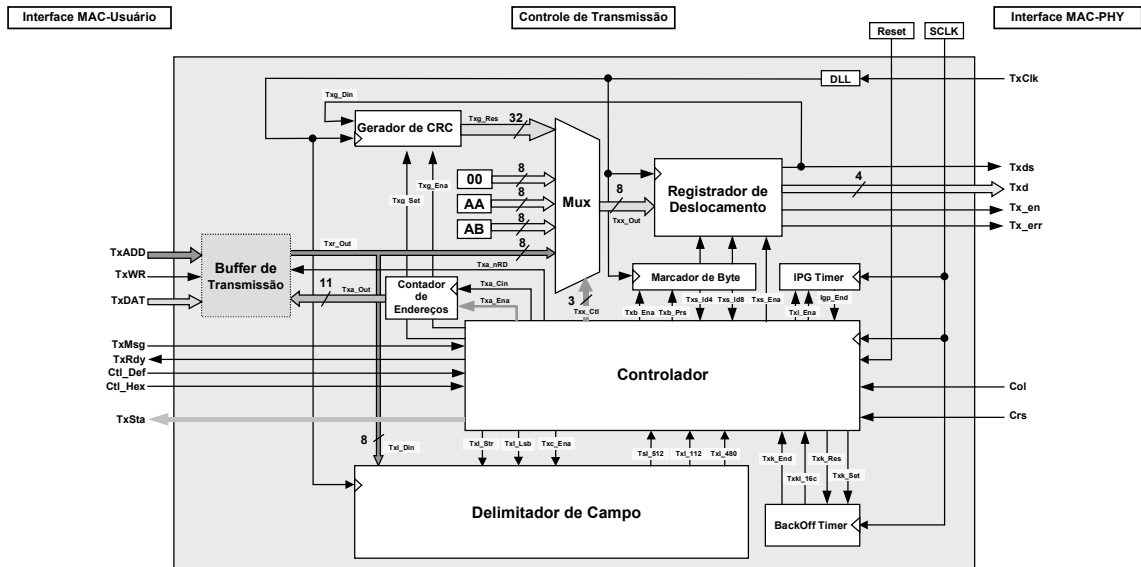 Interface MAC-Usuário
Controle de Transmissão
Interface MAC-PHY
Reset
SCLK
DLL
TxClk
Txg_Din
Gerador de CRC
Txg_Res
32
Mux
Txg_Ena
Txg_Set
00
8
AA
8
AB
8
8
Txx_Out
Registrador de
Deslocamento
Txds
4
Txd
Tx_en
Tx_err
TxADD
TxWR
TxDAT
Buffer de
Transmissão
Txr_Out
8
Txa_nRD
11
Txa_Out
Contador
de
Endereços
Txa_Cin
Txa_Ena
3
Txx_Ctl
Marcador de Byte
IPG Timer
Txb_Ena
Txb_Prs
Txs_ld4
Txs_ld8
Txs_Ena
Txi_Ena
Igp_End
TxMsg
TxRdy
Ctl_Def
Ctl_Hex
TxSta
Controlador
Col
Crs
8
Txl_Din
Txl_Str
Txl_Lsb
Txc_Ena
Tsl_512
Txl_112
Txl_480
Txk_End
Txkl_16c
Txk_Res
Txk_Set
Delimitador de Campo
BackOff Timer